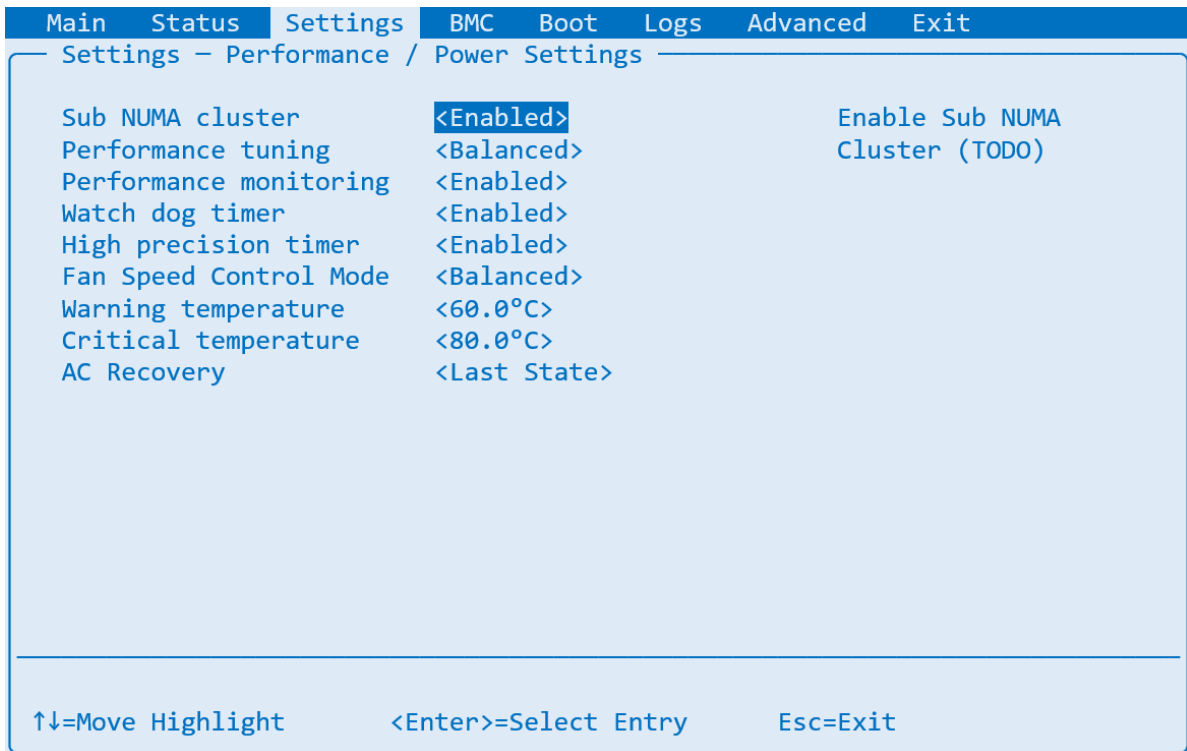 Main Status Settings BMC Boot Logs Advanced Exit
Settings — Performance / Power Settings
Sub NUMA cluster <Enabled> Enable Sub NUMA
Performance tuning <Balanced> Cluster (TODO)
Performance monitoring <Enabled>
Watch dog timer <Enabled>
High precision timer <Enabled>
Fan Speed Control Mode <Balanced>
Warning temperature <60.0°C>
Critical temperature <80.0°C>
AC Recovery <Last State>
↑↓=Move Highlight <Enter>=Select Entry Esc=Exit